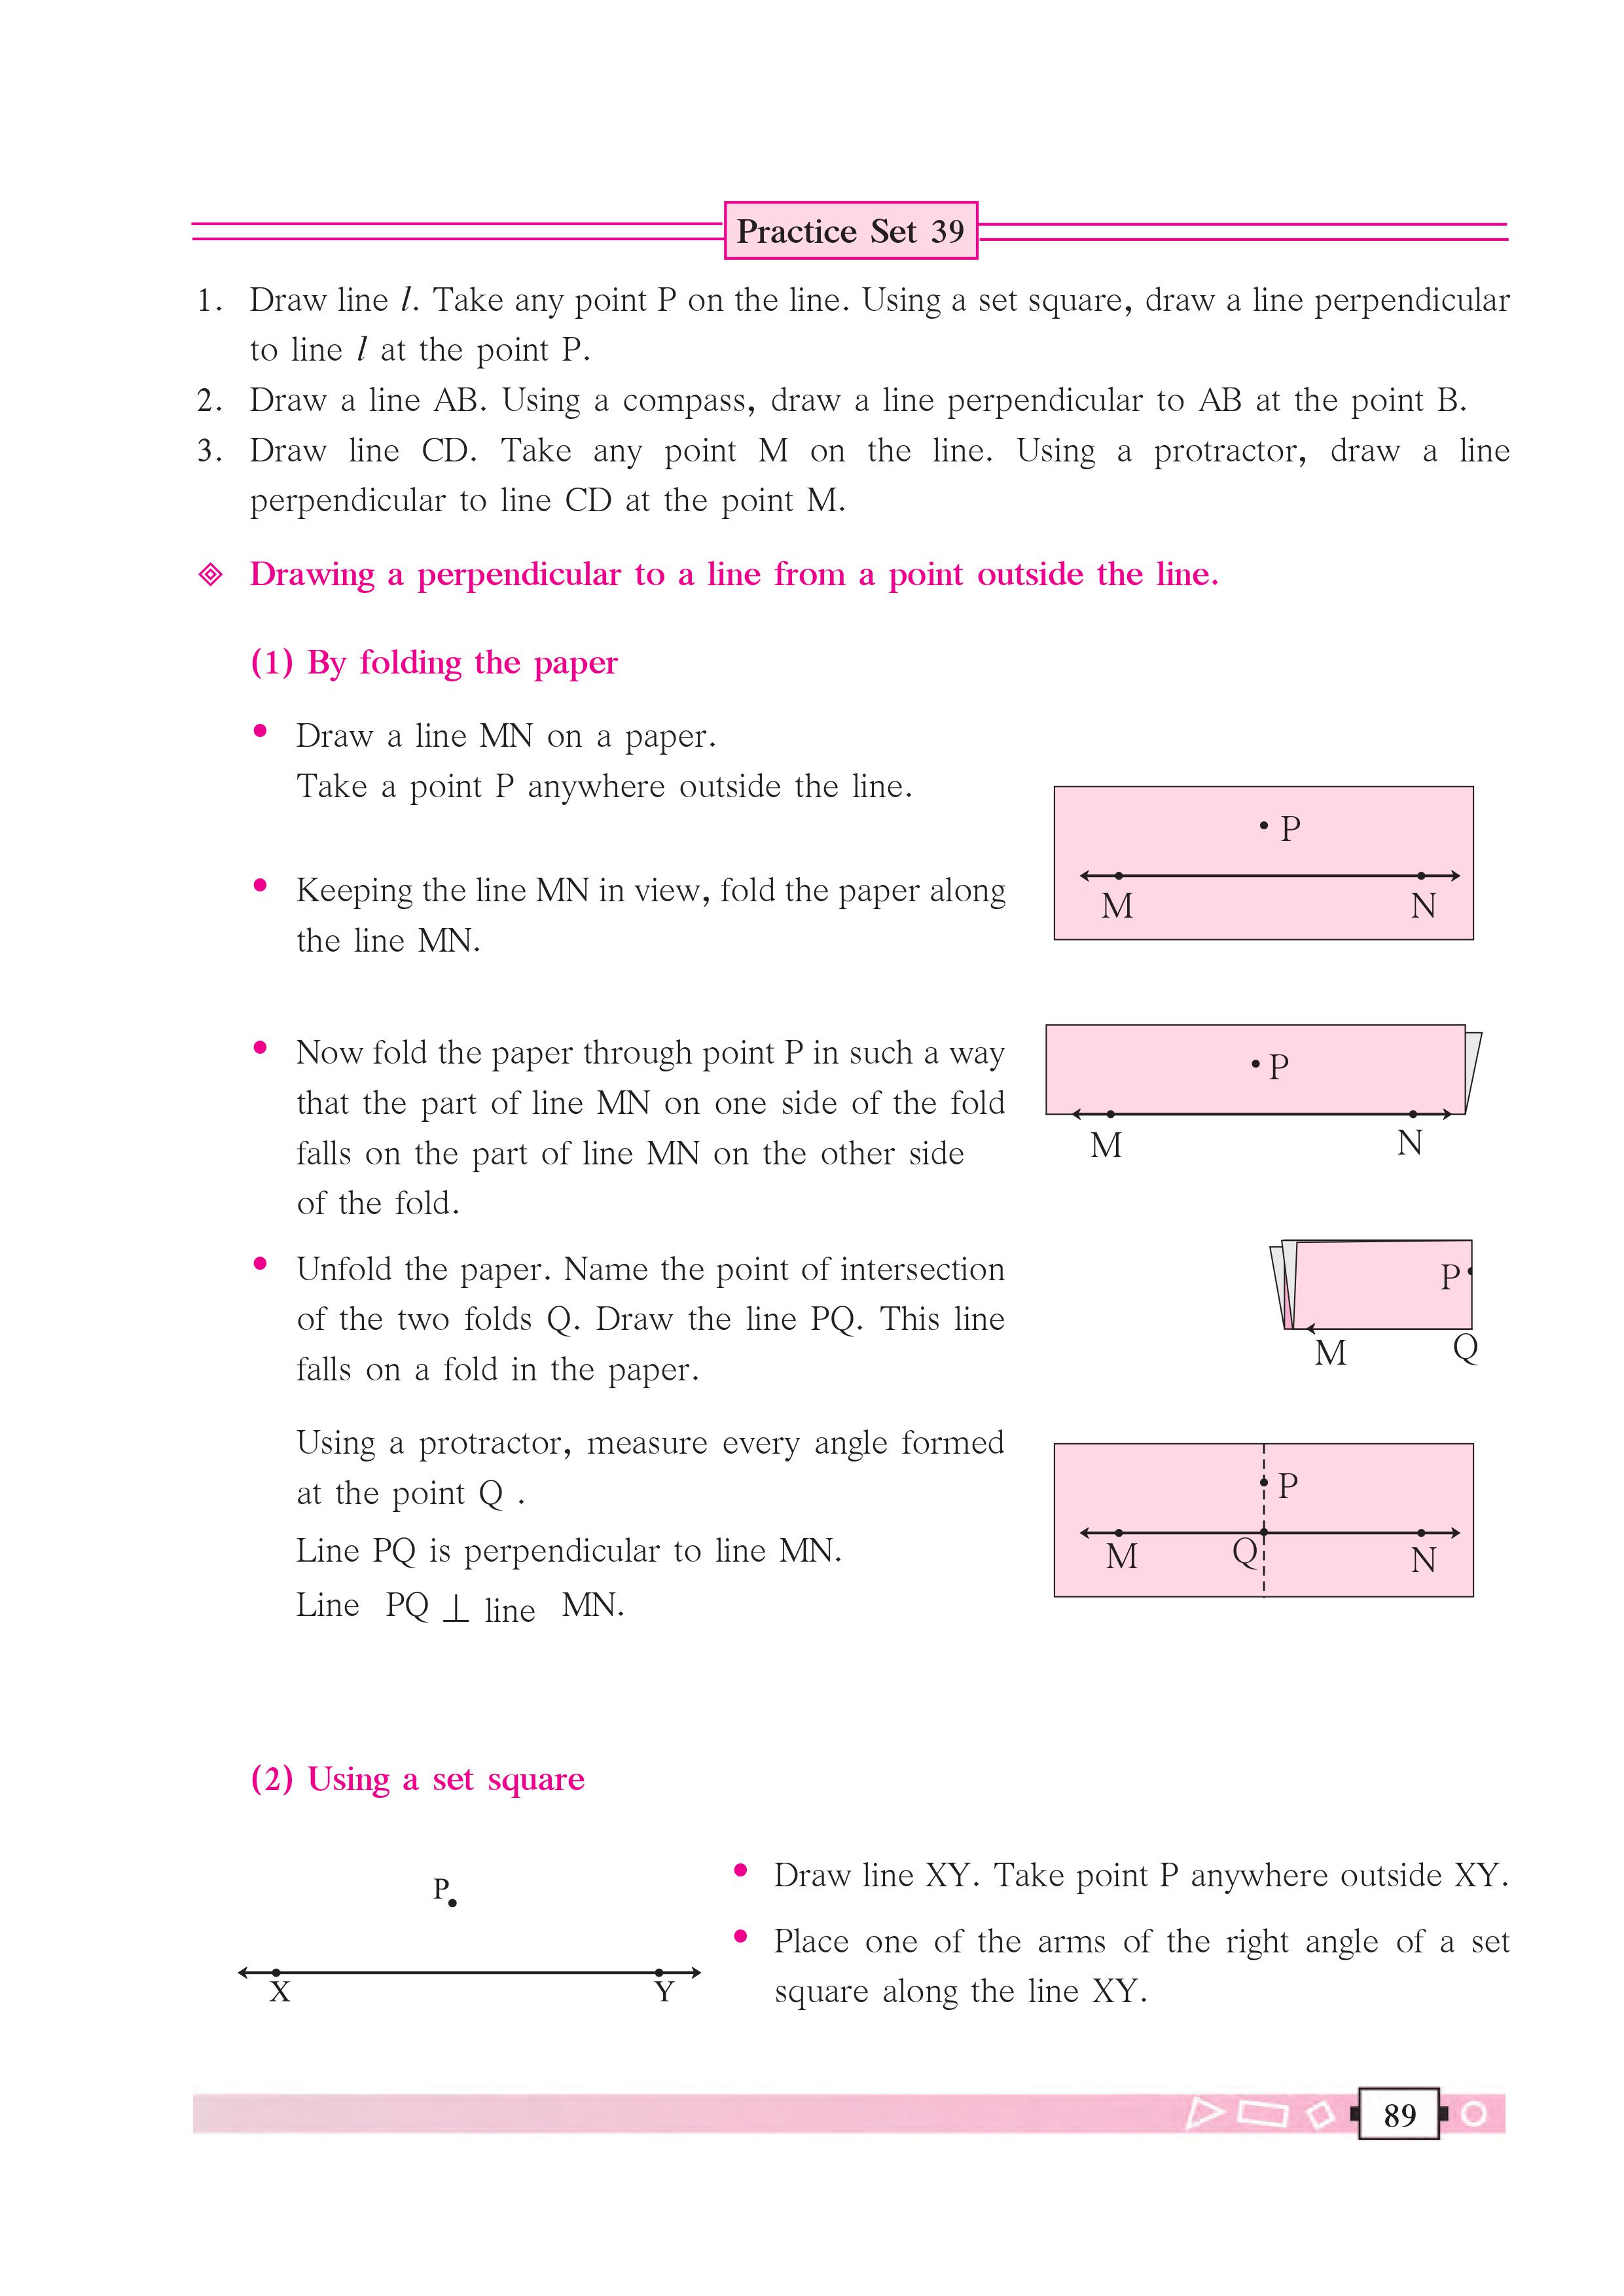 Practice Set 39
1. Draw line l. Take any point P on the line. Using a set square, draw a line perpendicular
to line l at the point P.
2. Draw a line AB. Using a compass, draw a line perpendicular to AB at the point B.
3. Draw line CD. Take any point M on the line. Using a protractor, draw a line
perpendicular to line CD at the point M.
Drawing a perpendicular to a line from a point outside the line.
(1) By folding the paper
• Draw a line MN on a paper.
Take a point P anywhere outside the line.
P
M N
• Keeping the line MN in view, fold the paper along
the line MN.
P
M N
• Now fold the paper through point P in such a way
that the part of line MN on one side of the fold
falls on the part of line MN on the other side
of the fold.
P
M Q
• Unfold the paper. Name the point of intersection
of the two folds Q. Draw the line PQ. This line
falls on a fold in the paper.
Using a protractor, measure every angle formed
at the point Q .
Line PQ is perpendicular to line MN.
Line PQ ⊥ line MN.
P
M Q N
(2) Using a set square
P
X Y
• Draw line XY. Take point P anywhere outside XY.
• Place one of the arms of the right angle of a set
square along the line XY.
89